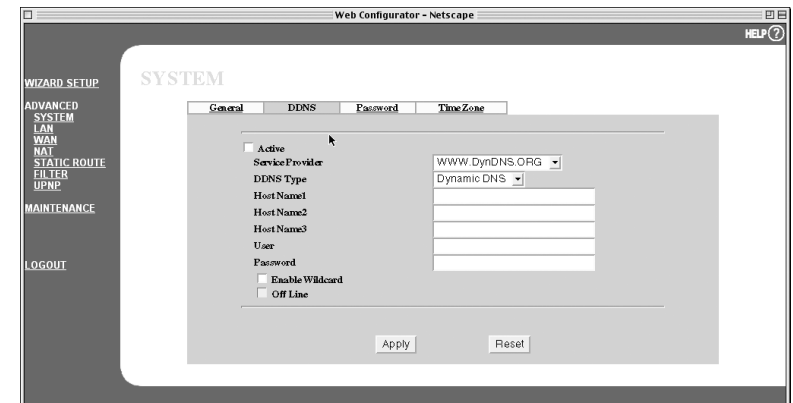 Web Configurator - Netscape
HELP ?
WIZARD SETUP
ADVANCED
SYSTEM
LAN
WAN
NAT
STATIC ROUTE
FILTER
UPNP
MAINTENANCE
LOGOUT
SYSTEM
General DDNS Password Time Zone
Active
Service Provider WWW.DynDNS.ORG
DDNS Type Dynamic DNS
Host Name1
Host Name2
Host Name3
User
Password
Enable Wildcard
Off Line
Apply Reset